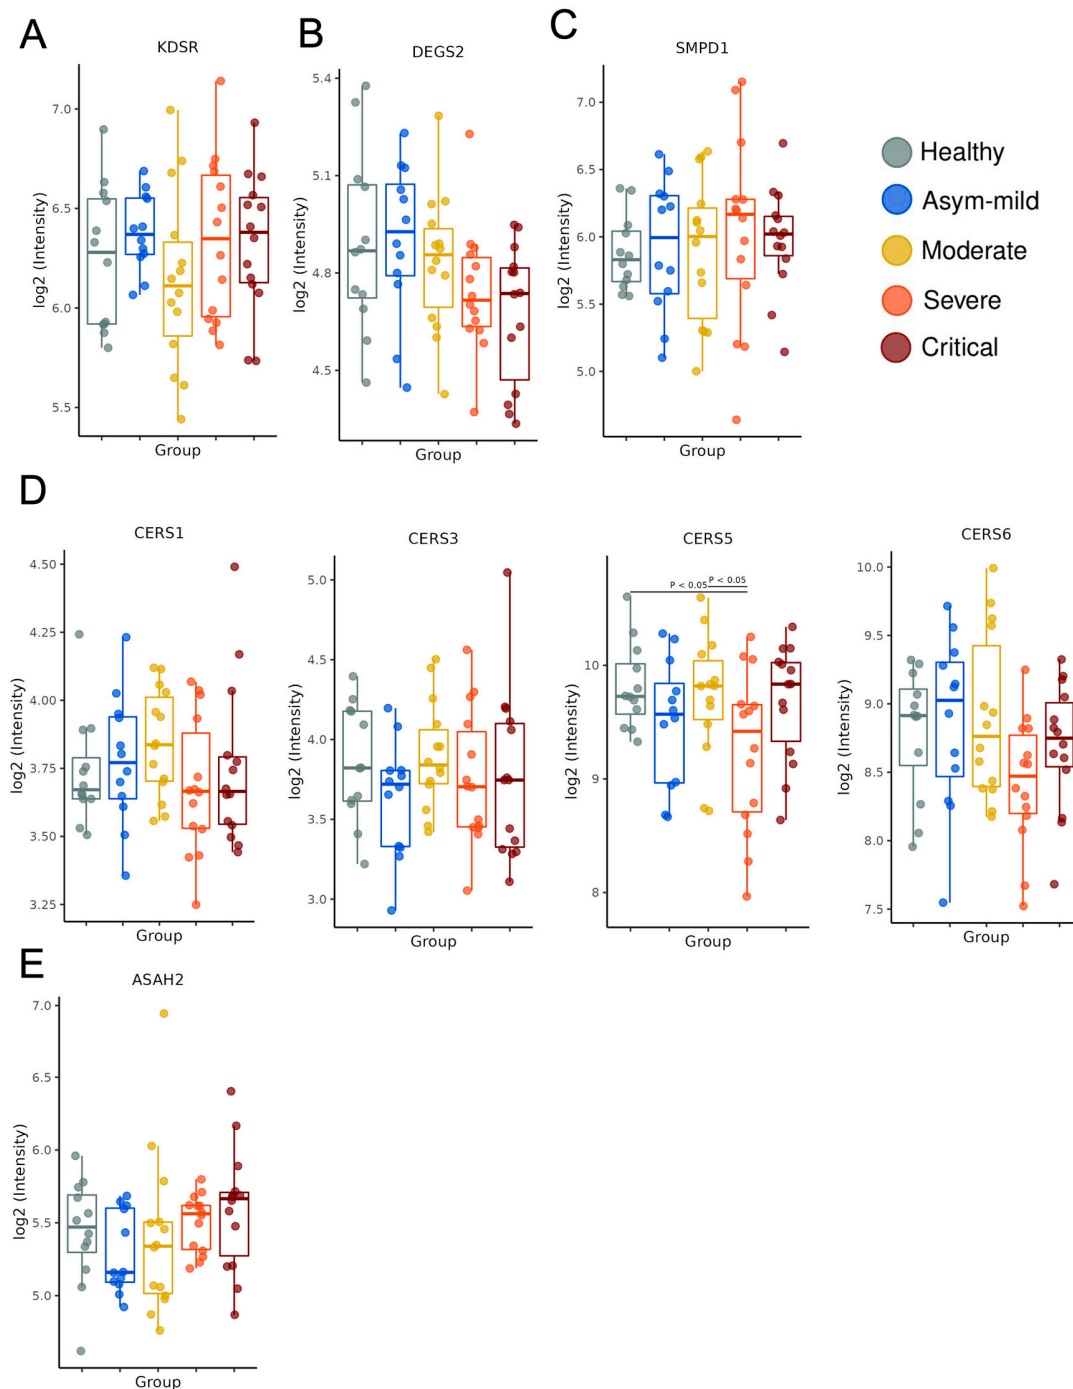 A
KDSR
log2 (Intensity)
7.0
6.5
6.0
5.5
Group
B
DEGS2
5.4
5.1
4.8
4.5
Group
C
SMPD1
log2 (Intensity)
7.0
6.5
6.0
5.5
5.0
Group
Healthy
Asym-mild
Moderate
Severe
Critical
D
CERS1
log2 (Intensity)
4.50
4.25
4.00
3.75
3.50
3.25
Group
CERS3
log2 (Intensity)
5.0
4.5
4.0
3.5
3.0
Group
CERS5
log2 (Intensity)
P < 0.05
P < 0.05
10
9
8
Group
CERS6
log2 (Intensity)
10.0
9.5
9.0
8.5
8.0
7.5
Group
E
ASAH2
log2 (Intensity)
7.0
6.5
6.0
5.5
5.0
Group